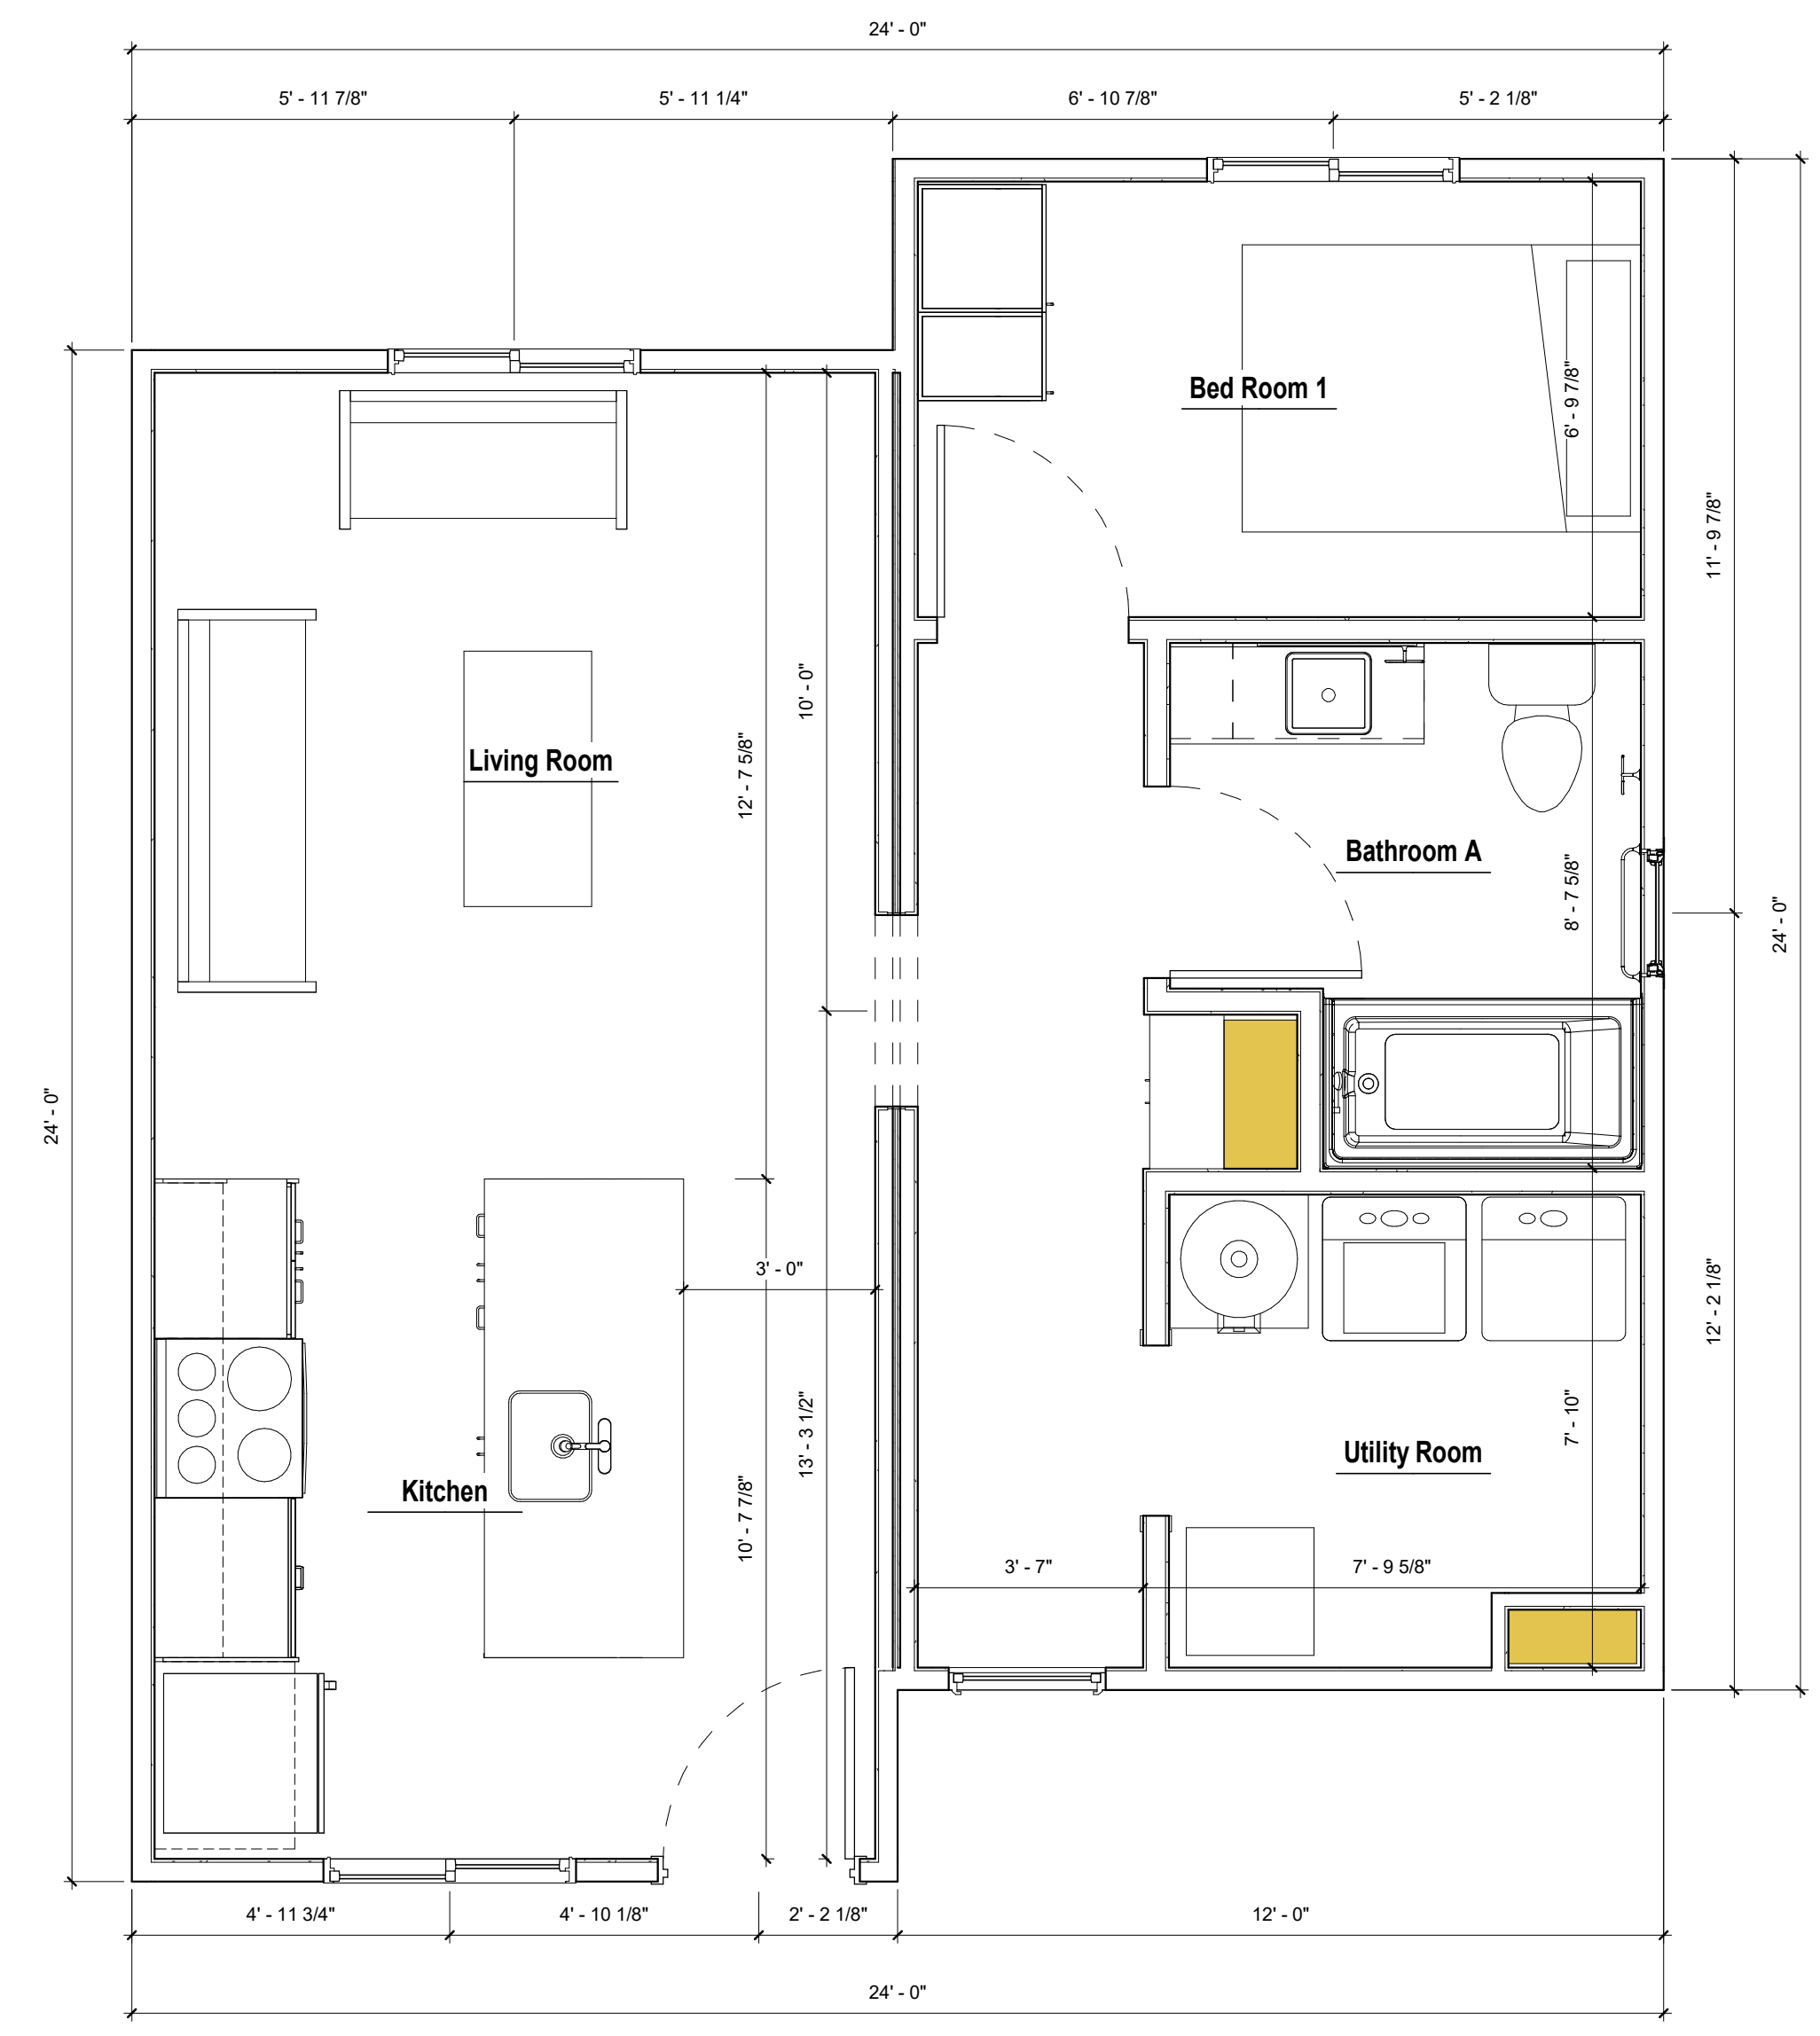 24' - 0"
5' - 11 7/8"
5' - 11 1/4"
6' - 10 7/8"
5' - 2 1/8"
Bed Room 1
6' - 9 7/8"
11' - 9 7/8"
10' - 0"
Living Room
12' - 7 5/8"
Bathroom A
8' - 7 5/8"
24' - 0"
24' - 0"
3' - 0"
12' - 2 1/8"
13' - 3 1/2"
7' - 10"
Utility Room
Kitchen
10' - 7 7/8"
3' - 7"
7' - 9 5/8"
4' - 11 3/4"
4' - 10 1/8"
2' - 2 1/8"
12' - 0"
24' - 0"